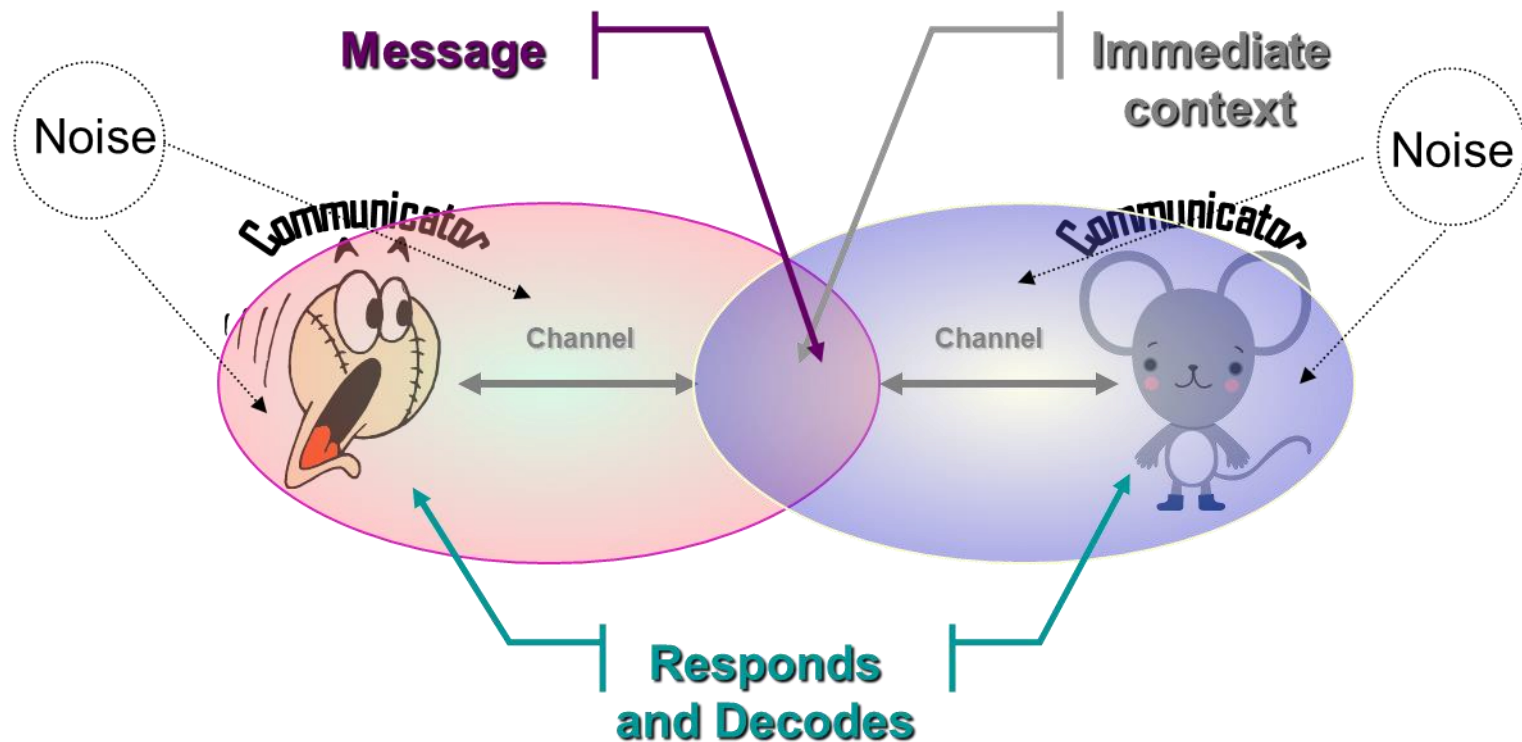 Message
Immediate
context
Noise
Noise
Communicator
Communicator
Channel
Channel
Responds
and Decodes